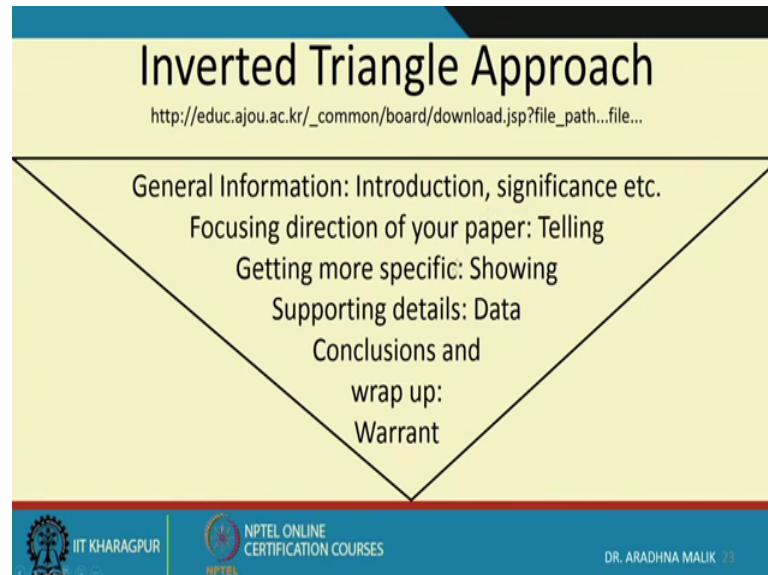 Inverted Triangle Approach
http://educ.ajou.ac.kr/_common/board/download.jsp?file_path...file...
General Information: Introduction, significance etc.
Focusing direction of your paper: Telling
Getting more specific: Showing
Supporting details: Data
Conclusions and
wrap up:
Warrant
IIT KHARAGPUR
NPTEL
NPTEL ONLINE
CERTIFICATION COURSES
DR. ARADHNA MALIK 23